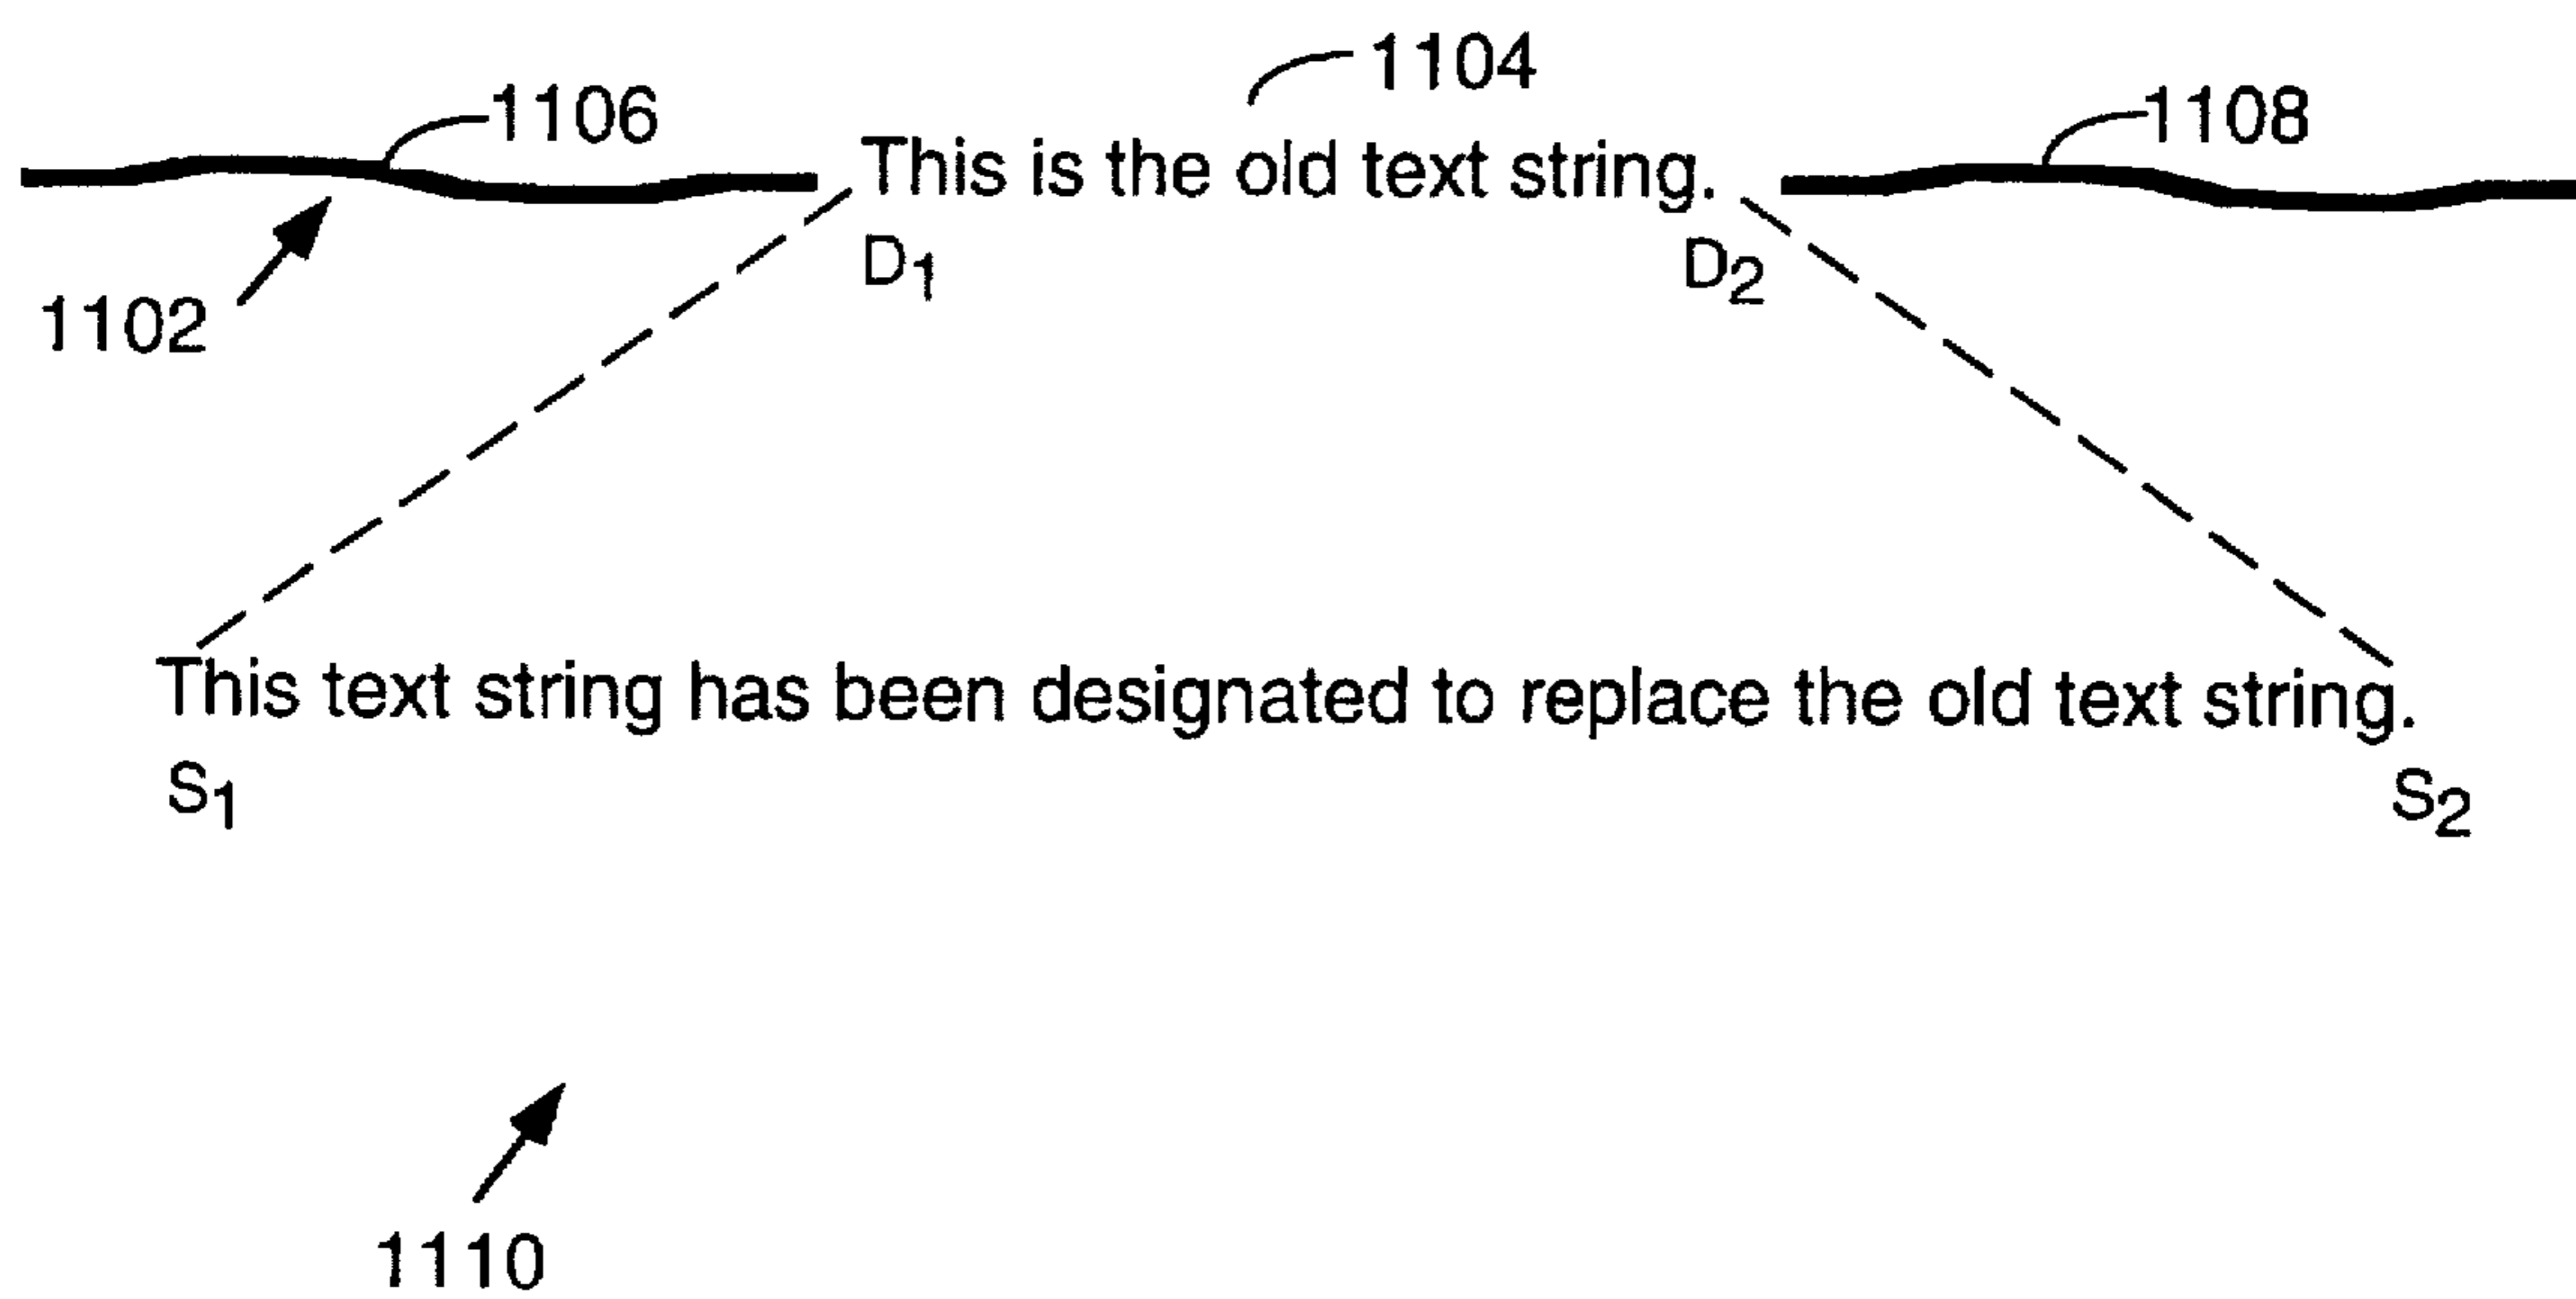 1104
1106
1108
This is the old text string.
D1
D2
1102
This text string has been designated to replace the old text string.
S1
S2
1110